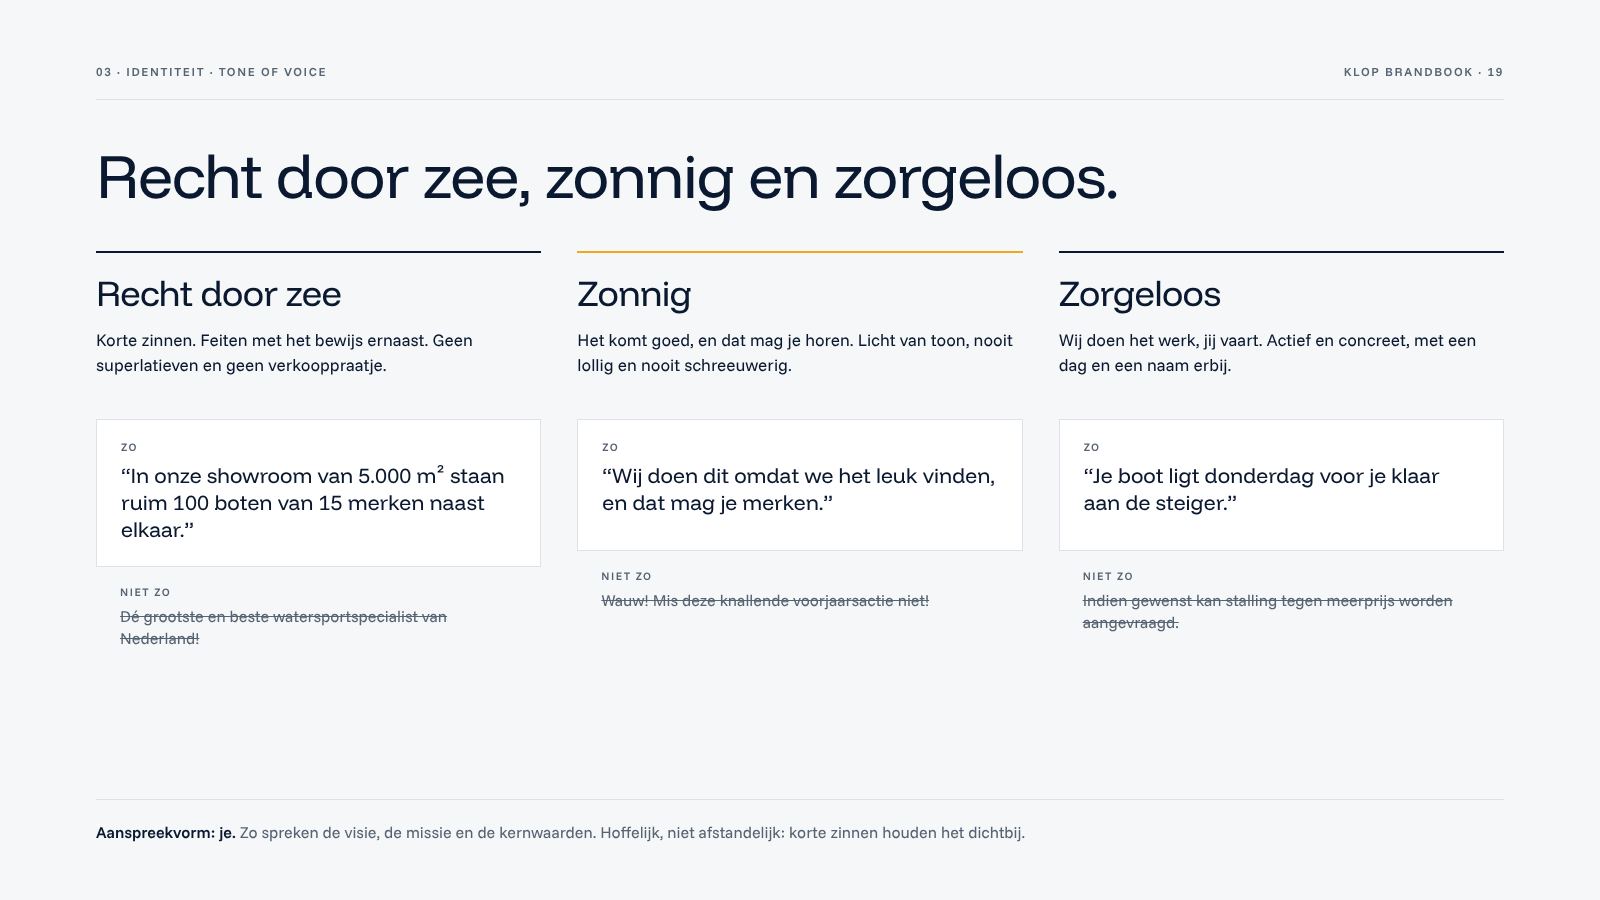 03 · IDENTITEIT · TONE OF VOICE
KLOP BRANDBOOK · 19
Recht door zee, zonnig en zorgeloos.
Recht door zee
Korte zinnen. Feiten met het bewijs ernaast. Geen
superlatieven en geen verkooppraatje.
ZO
“In onze showroom van 5.000 m² staan
ruim 100 boten van 15 merken naast
elkaar.”
NIET ZO
Dé grootste en beste watersportspecialist van
Nederland!
Zonnig
Het komt goed, en dat mag je horen. Licht van toon, nooit
lollig en nooit schreeuwerig.
ZO
“Wij doen dit omdat we het leuk vinden,
en dat mag je merken.”
NIET ZO
Wauw! Mis deze knallende voorjaarsactie niet!
Zorgeloos
Wij doen het werk, jij vaart. Actief en concreet, met een
dag en een naam erbij.
ZO
“Je boot ligt donderdag voor je klaar
aan de steiger.”
NIET ZO
Indien gewenst kan stalling tegen meerprijs worden
aangevraagd.
Aanspreekvorm: je. Zo spreken de visie, de missie en de kernwaarden. Hoffelijk, niet afstandelijk: korte zinnen houden het dichtbij.